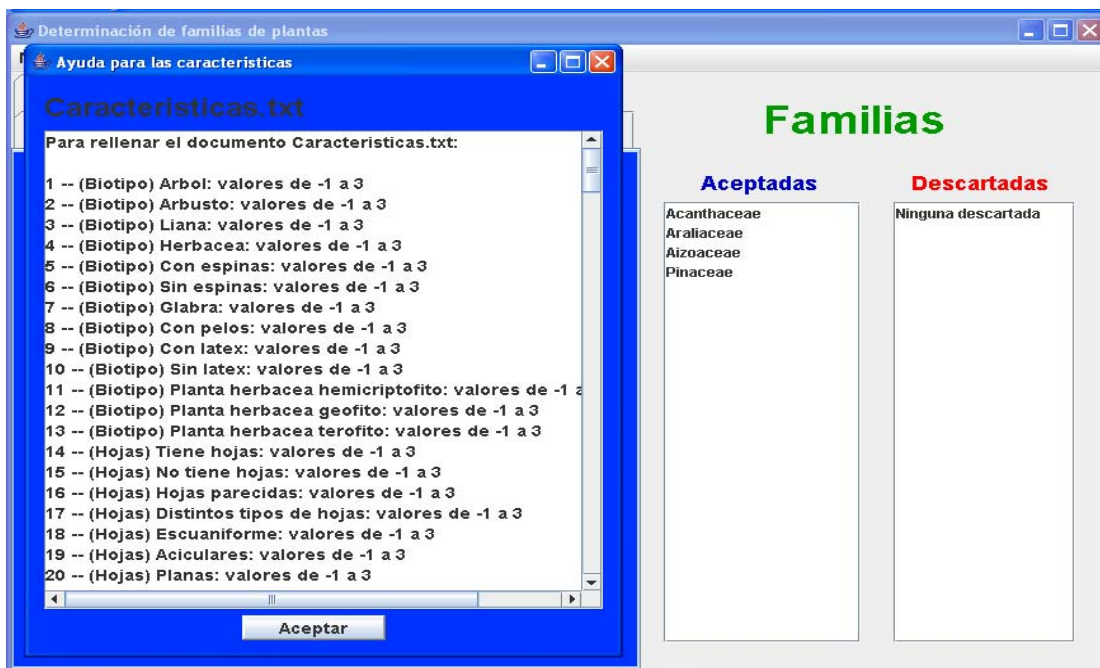 Determinación de familias de plantas
Ayuda para las caracteristicas
Caracteristicas.txt
Para rellenar el documento Caracteristicas.txt:
1 -- (Biotipo) Arbol: valores de -1 a 3
2 -- (Biotipo) Arbusto: valores de -1 a 3
3 -- (Biotipo) Liana: valores de -1 a 3
4 -- (Biotipo) Herbacea: valores de -1 a 3
5 -- (Biotipo) Con espinas: valores de -1 a 3
6 -- (Biotipo) Sin espinas: valores de -1 a 3
7 -- (Biotipo) Glabra: valores de -1 a 3
8 -- (Biotipo) Con pelos: valores de -1 a 3
9 -- (Biotipo) Con latex: valores de -1 a 3
10 -- (Biotipo) Sin latex: valores de -1 a 3
11 -- (Biotipo) Planta herbacea hemicriptofito: valores de -1
12 -- (Biotipo) Planta herbacea geofito: valores de -1 a 3
13 -- (Biotipo) Planta herbacea terofito: valores de -1 a 3
14 -- (Hojas) Tiene hojas: valores de -1 a 3
15 -- (Hojas) No tiene hojas: valores de -1 a 3
16 -- (Hojas) Hojas parecidas: valores de -1 a 3
17 -- (Hojas) Distintos tipos de hojas: valores de -1 a 3
18 -- (Hojas) Escuaniforme: valores de -1 a 3
19 -- (Hojas) Aciculares: valores de -1 a 3
20 -- (Hojas) Planas: valores de -1 a 3
Aceptar
Familias
Aceptadas
Acanthaceae
Araliaceae
Aizoaceae
Pinaceae
Descartadas
Ninguna descartada